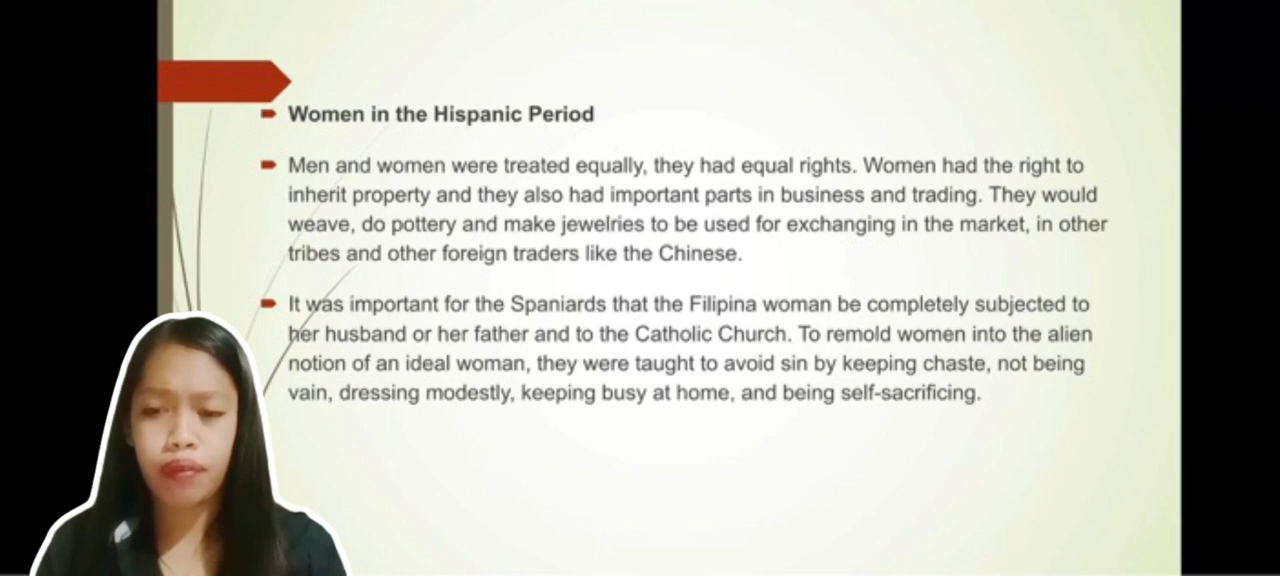 Women in the Hispanic Period
Men and women were treated equally, they had equal rights. Women had the right to
inherit property and they also had important parts in business and trading. They would
weave, do pottery and make jewelries to be used for exchanging in the market, in other
tribes and other foreign traders like the Chinese.
It was important for the Spaniards that the Filipina woman be completely subjected to
her husband or her father and to the Catholic Church. To remold women into the alien
notion of an ideal woman, they were taught to avoid sin by keeping chaste, not being
vain, dressing modestly, keeping busy at home, and being self-sacrificing.